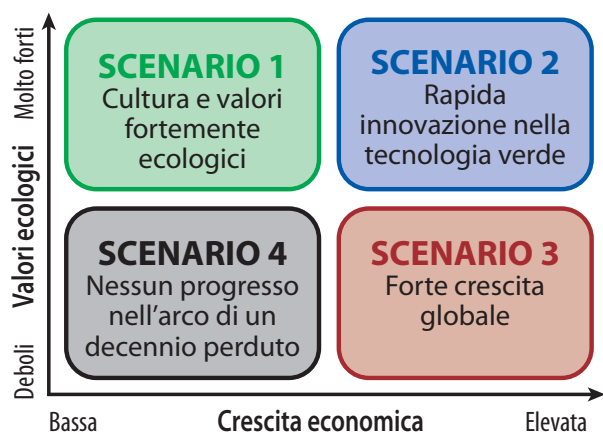 Molto forti
Valori ecologici
Deboli
SCENARIO 1
Cultura e valori
fortemente
ecologici
SCENARIO 2
Rapida
innovazione nella
tecnologia verde
SCENARIO 4
Nessun progresso
nell'arco di un
decennio perduto
SCENARIO 3
Forte crescita
globale
Bassa
Crescita economica
Elevata